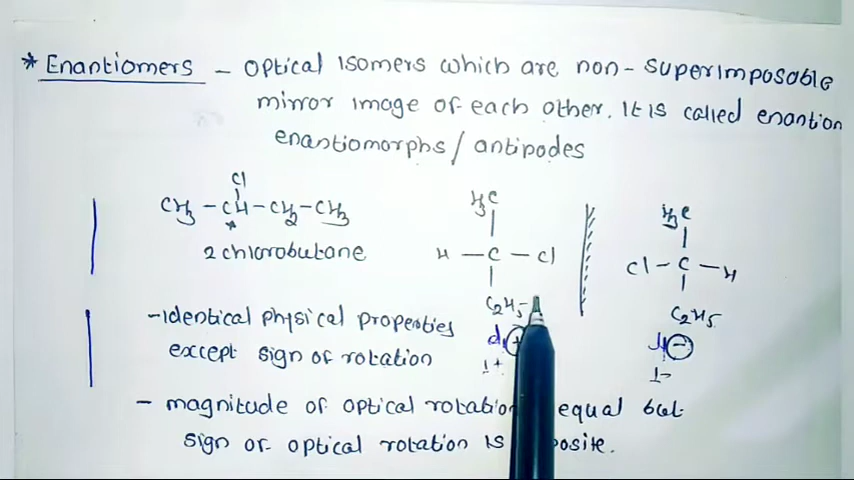 * Enantiomers - optical isomers which are non-superimposable
mirror image of each other. It is called enantion
enantiomorphs / antipodes
Cl
CH3 - CH - CH2 - CH3
*
2 chlorobutane
H3C
H - C - Cl
C2H5
d
1+
H3C
Cl - C - H
C2H5
-
1-
-identical physical properties
except sign of rotation
- magnitude of optical rotation equal but
sign of optical rotation is